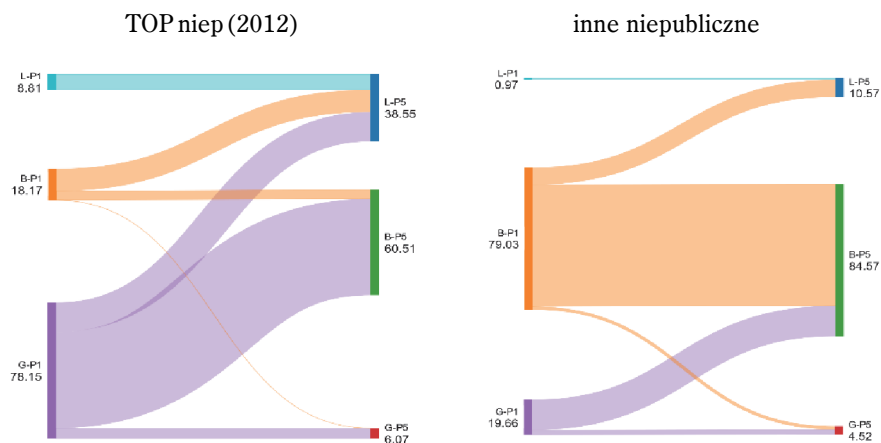 TOP niep (2012)
L-P1
8.81
L-P5
38.55
B-P1
18.17
B-P5
60.51
G-P1
78.15
G-P5
6.07
inne niepubliczne
L-P1
0.97
L-P5
10.57
B-P1
79.03
B-P5
84.57
G-P1
19.66
G-P5
4.52